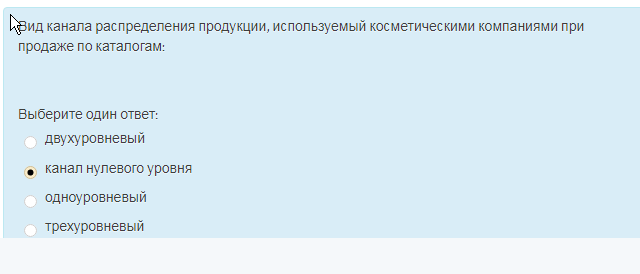 Вид канала распределения продукции, используемый косметическими компаниями при
продаже по каталогам:
Выберите один ответ:
двухуровневый
канал нулевого уровня
одноуровневый
трехуровневый